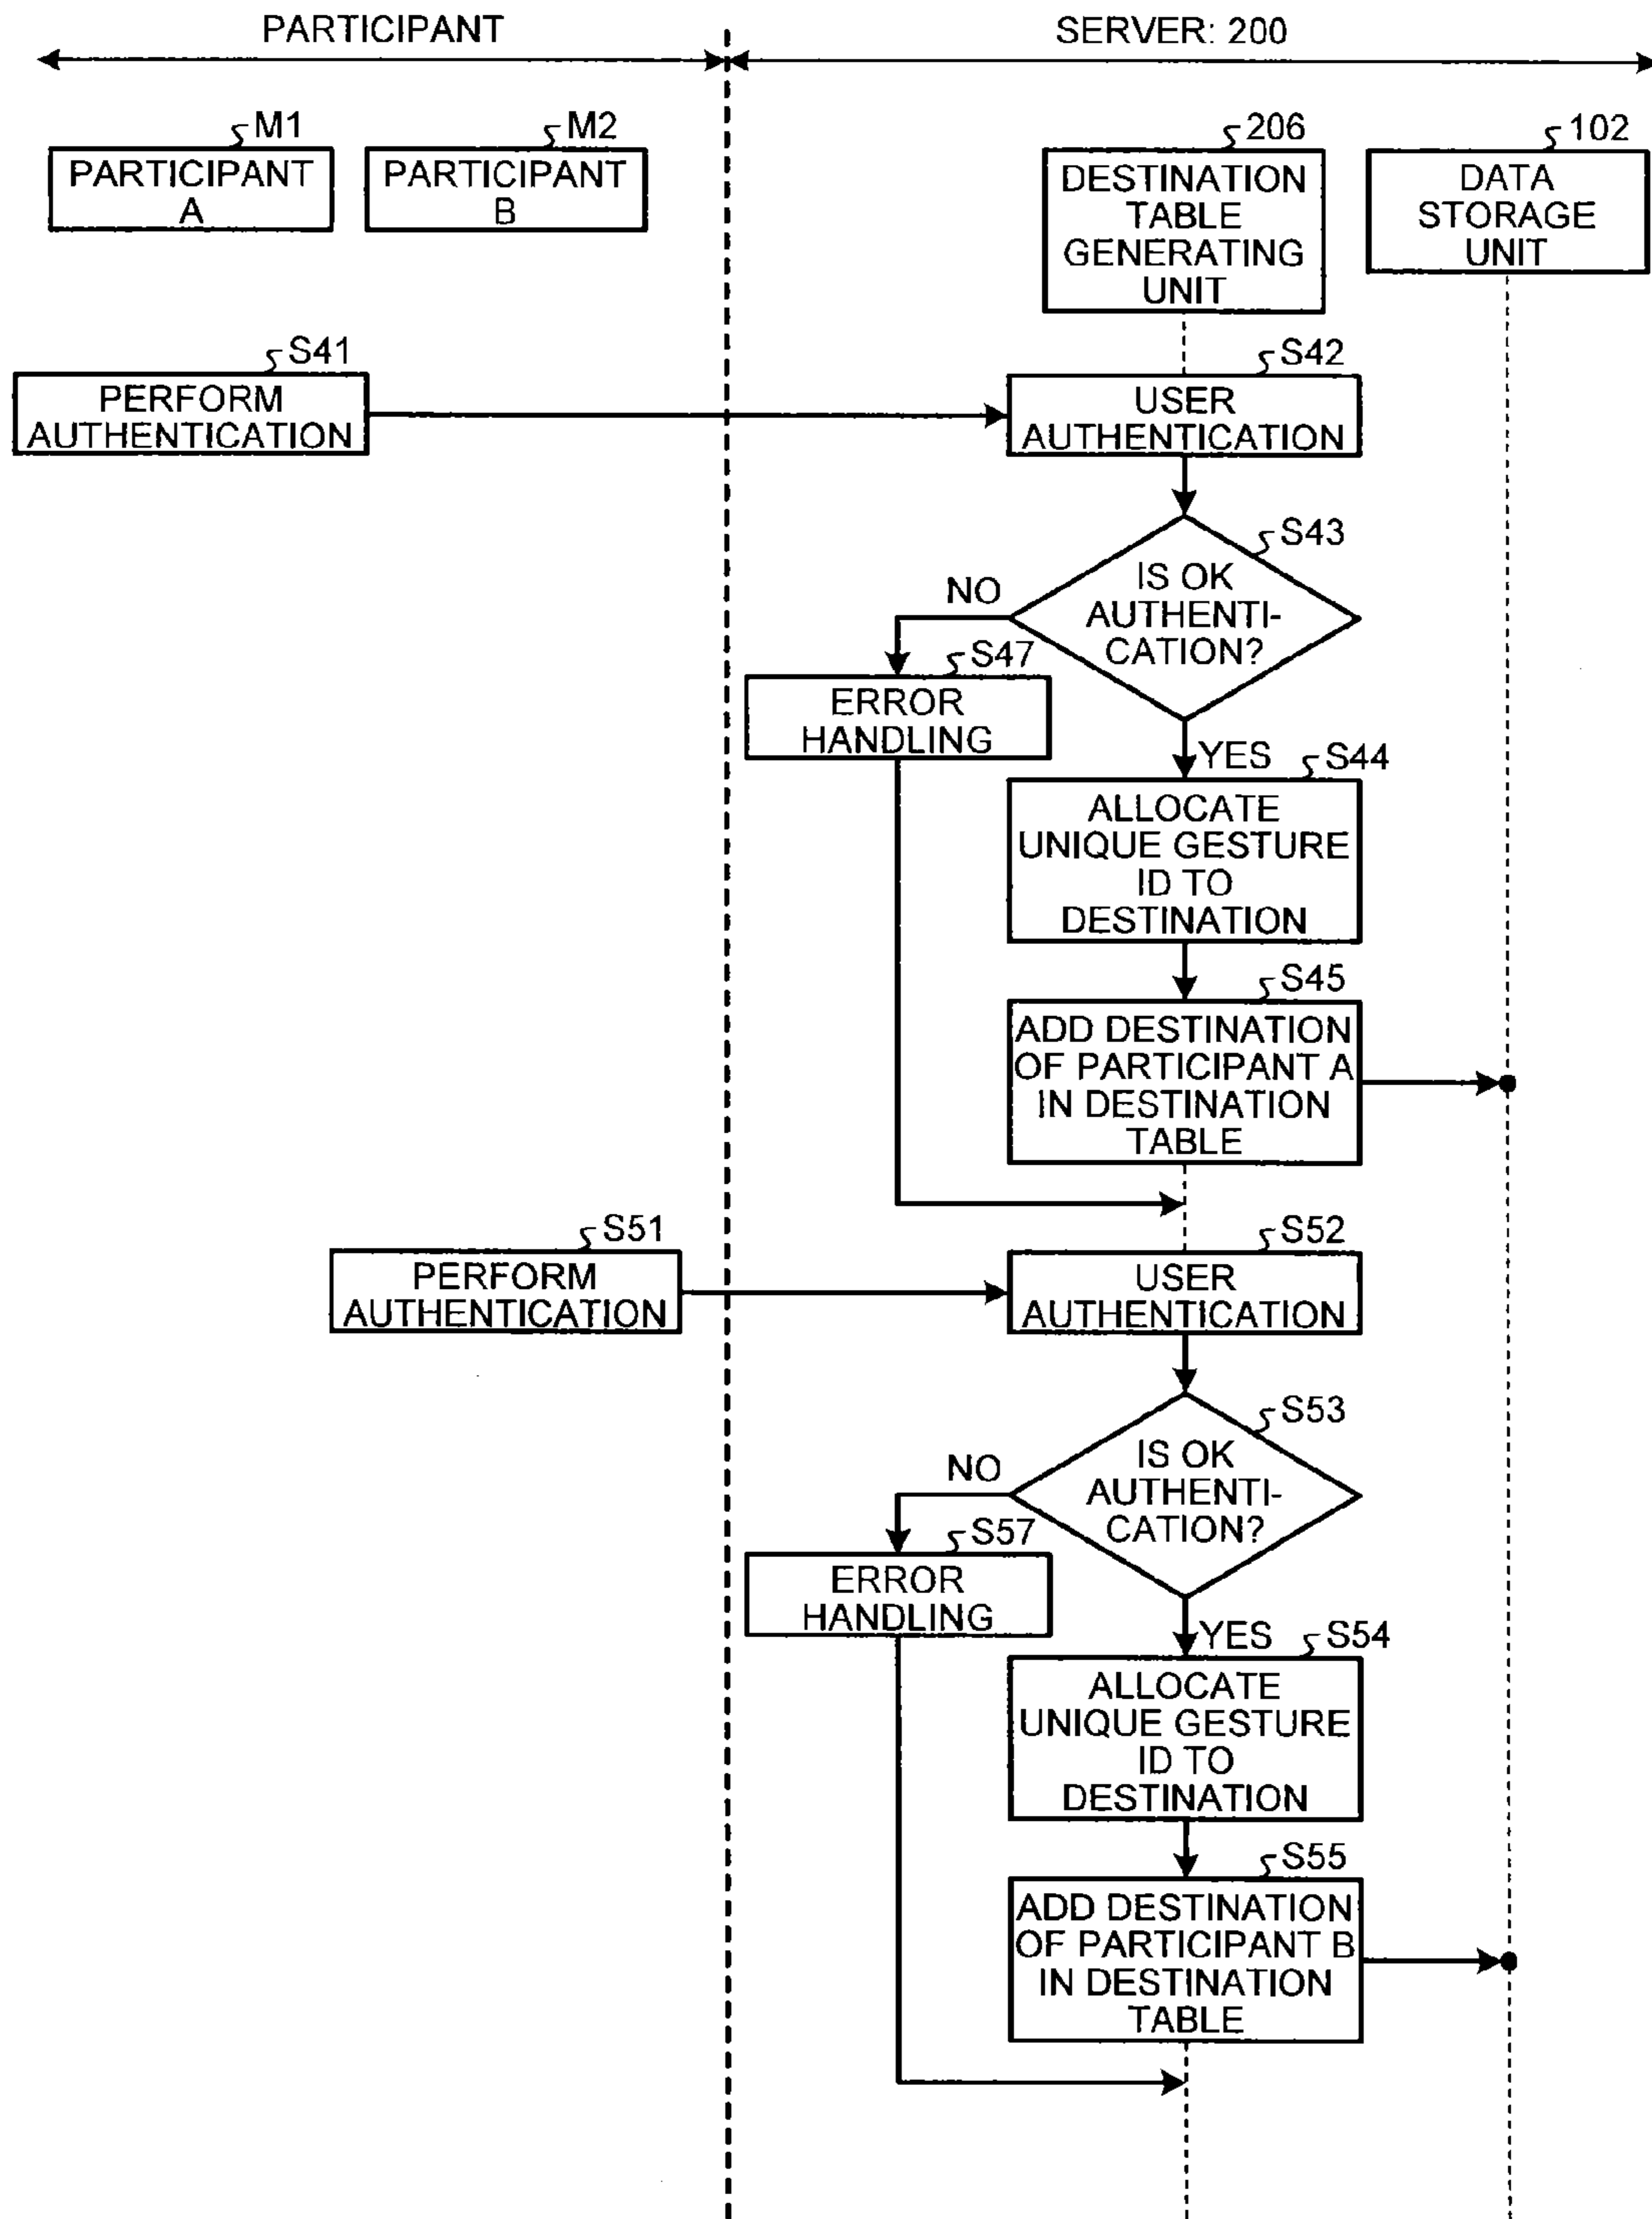 PARTICIPANT
SERVER: 200
M1
M2
206
102
PARTICIPANT
A
PARTICIPANT
B
DESTINATION
TABLE
GENERATING
UNIT
DATA
STORAGE
UNIT
S41
PERFORM
AUTHENTICATION
S42
USER
AUTHENTICATION
S43
IS OK
AUTHENTI-
CATION?
NO
S47
ERROR
HANDLING
YES
S44
ALLOCATE
UNIQUE GESTURE
ID TO
DESTINATION
S45
ADD DESTINATION
OF PARTICIPANT A
IN DESTINATION
TABLE
S51
PERFORM
AUTHENTICATION
S52
USER
AUTHENTICATION
S53
IS OK
AUTHENTI-
CATION?
NO
S57
ERROR
HANDLING
YES
S54
ALLOCATE
UNIQUE GESTURE
ID TO
DESTINATION
S55
ADD DESTINATION
OF PARTICIPANT B
IN DESTINATION
TABLE